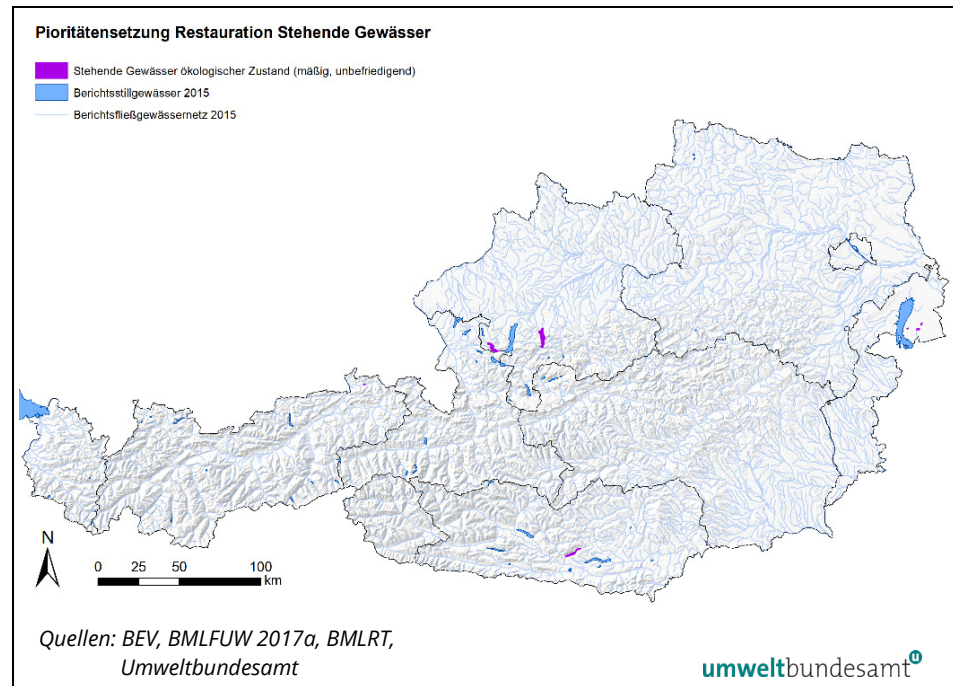 Pioritätensetzung Restauration Stehende Gewässer
Stehende Gewässer ökologischer Zustand (mäßig, unbefriedigend)
Berichtsstillgewässer 2015
Berichtsfließgewässernetz 2015
N
0 25 50 100
km
Quellen: BEV, BMLFUW 2017a, BMLRT,
Umweltbundesamt
umweltbundesamt
u